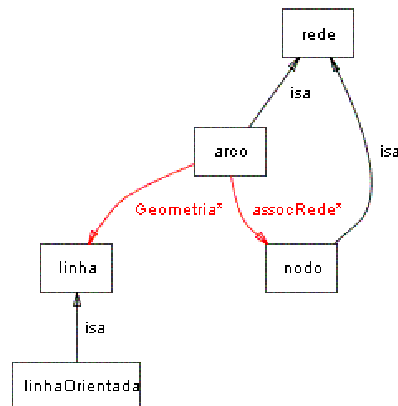 rede
isa
isa
arco
Geometria*
assocRede*
linha
nodo
isa
linhaOrientada